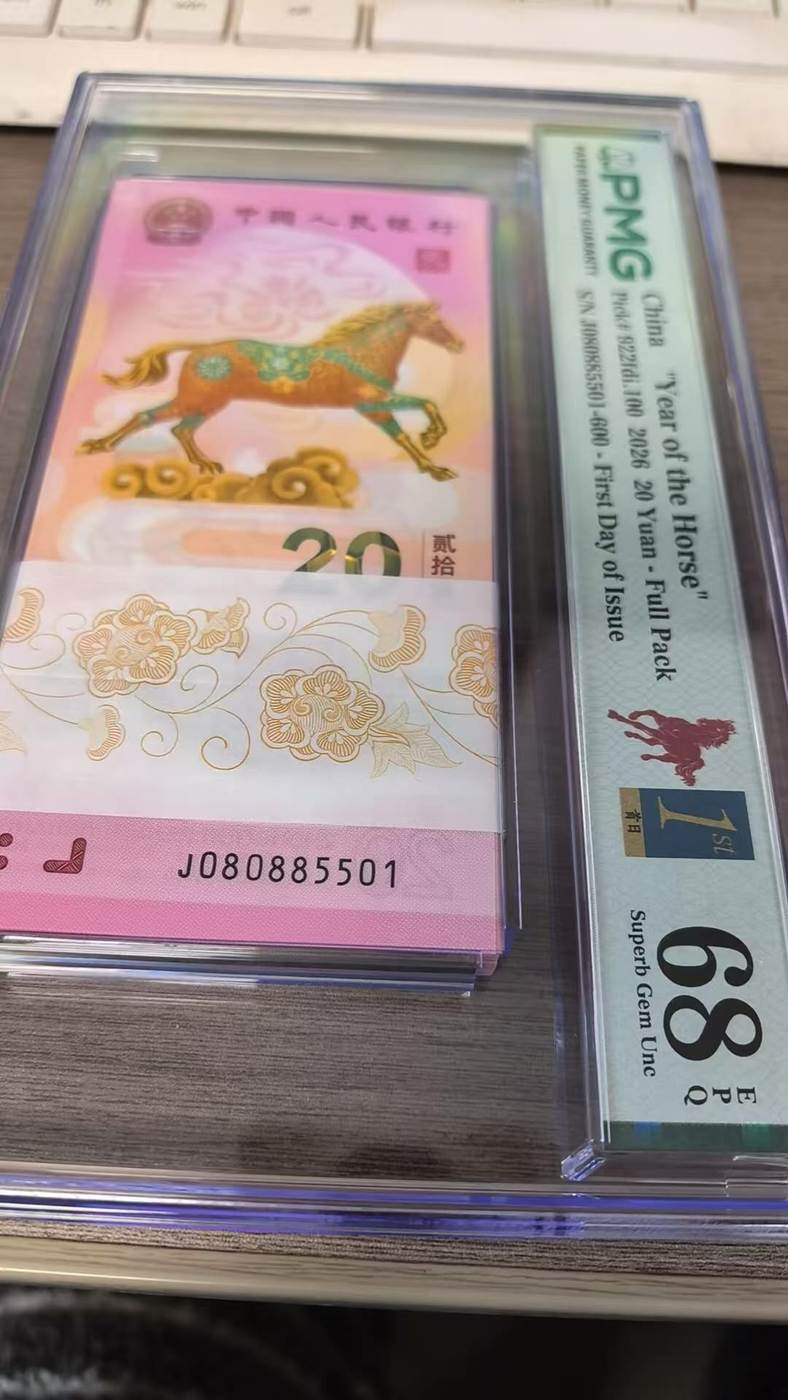 中国人民银行
20
贰拾
J080885501
PMG
PAPER MONEY GUARANTY
China "Year of the Horse"
Pick# 922fdi.100 2026 20 Yuan - Full Pack
S/N J080885501-600 - First Day of Issue
1st
首日
68
EPQ
Superb Gem Unc